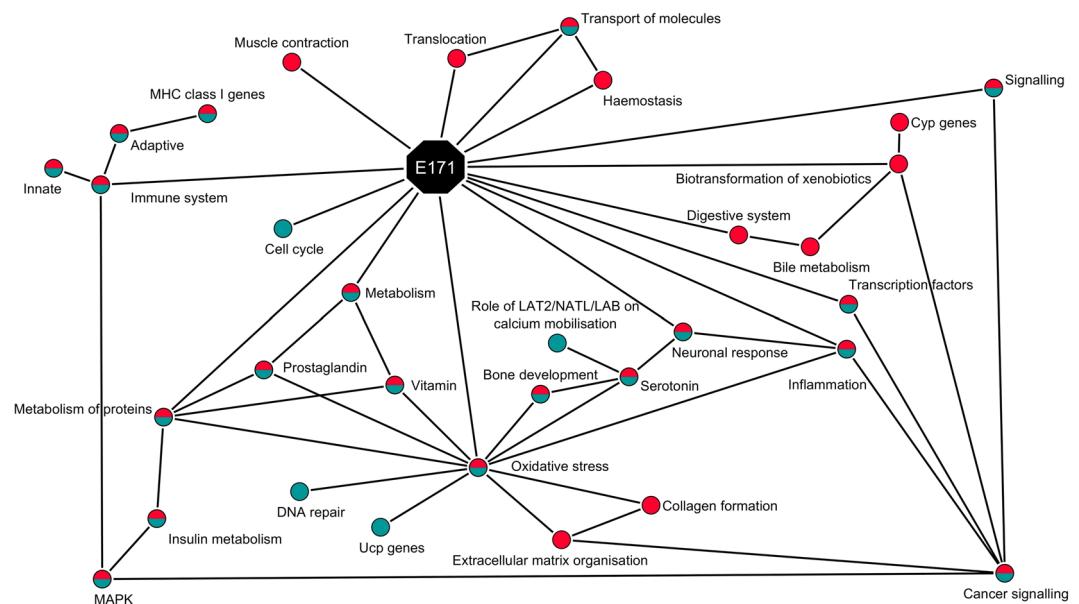 Transport of molecules
Muscle contraction
Translocation
Signalling
MHC class I genes
Haemostasis
Cyp genes
Adaptive
E171
Biotransformation of xenobiotics
Innate
Immune system
Digestive system
Cell cycle
Bile metabolism
Transcription factors
Metabolism
Role of LAT2/NATL/LAB on
calcium mobilisation
Neuronal response
Prostaglandin
Bone development
Vitamin
Serotonin
Inflammation
Metabolism of proteins
Oxidative stress
Collagen formation
DNA repair
Insulin metabolism
Ucp genes
Extracellular matrix organisation
MAPK
Cancer signalling